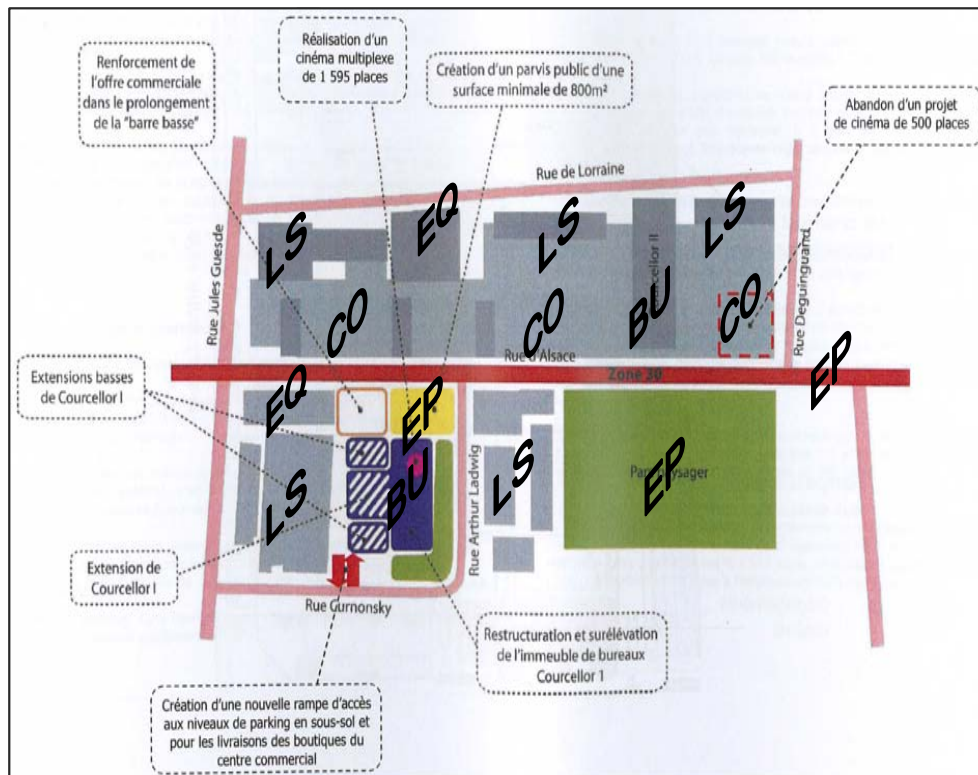 Réalisation d'un
cinéma multiplexe
de 1 595 places
Renforcement de
l'offre commerciale
dans le prolongement
de la "barre basse"
Création d'un parvis public d'une
surface minimale de 800m²
Abandon d'un projet
de cinéma de 500 places
Rue de Lorraine
LS
EQ
LS
LS
Rue Jules Guesde
CO
CO
BU
CO
Rue Deguinguand
Rue d'Alsace
Zone 30
EP
Extensions basses
de Courcellor I
EQ
EP
LS
BU
Rue Arthur Ladwig
LS
EP
Extension de
Courcellor I
Rue Curnonsky
Restructuration et surélévation
de l'immeuble de bureaux
Courcellor 1
Création d'une nouvelle rampe d'accès
aux niveaux de parking en sous-sol et
pour les livraisons des boutiques du
centre commercial